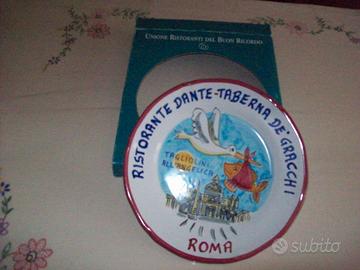 UNIONE RISTORANTI DEL BUON RICORDO
RISTORANTE DANTE-TABERNA DE' GRACCHI
TAGLIOLINI
ALL'ANGELICA
ROMA
subito